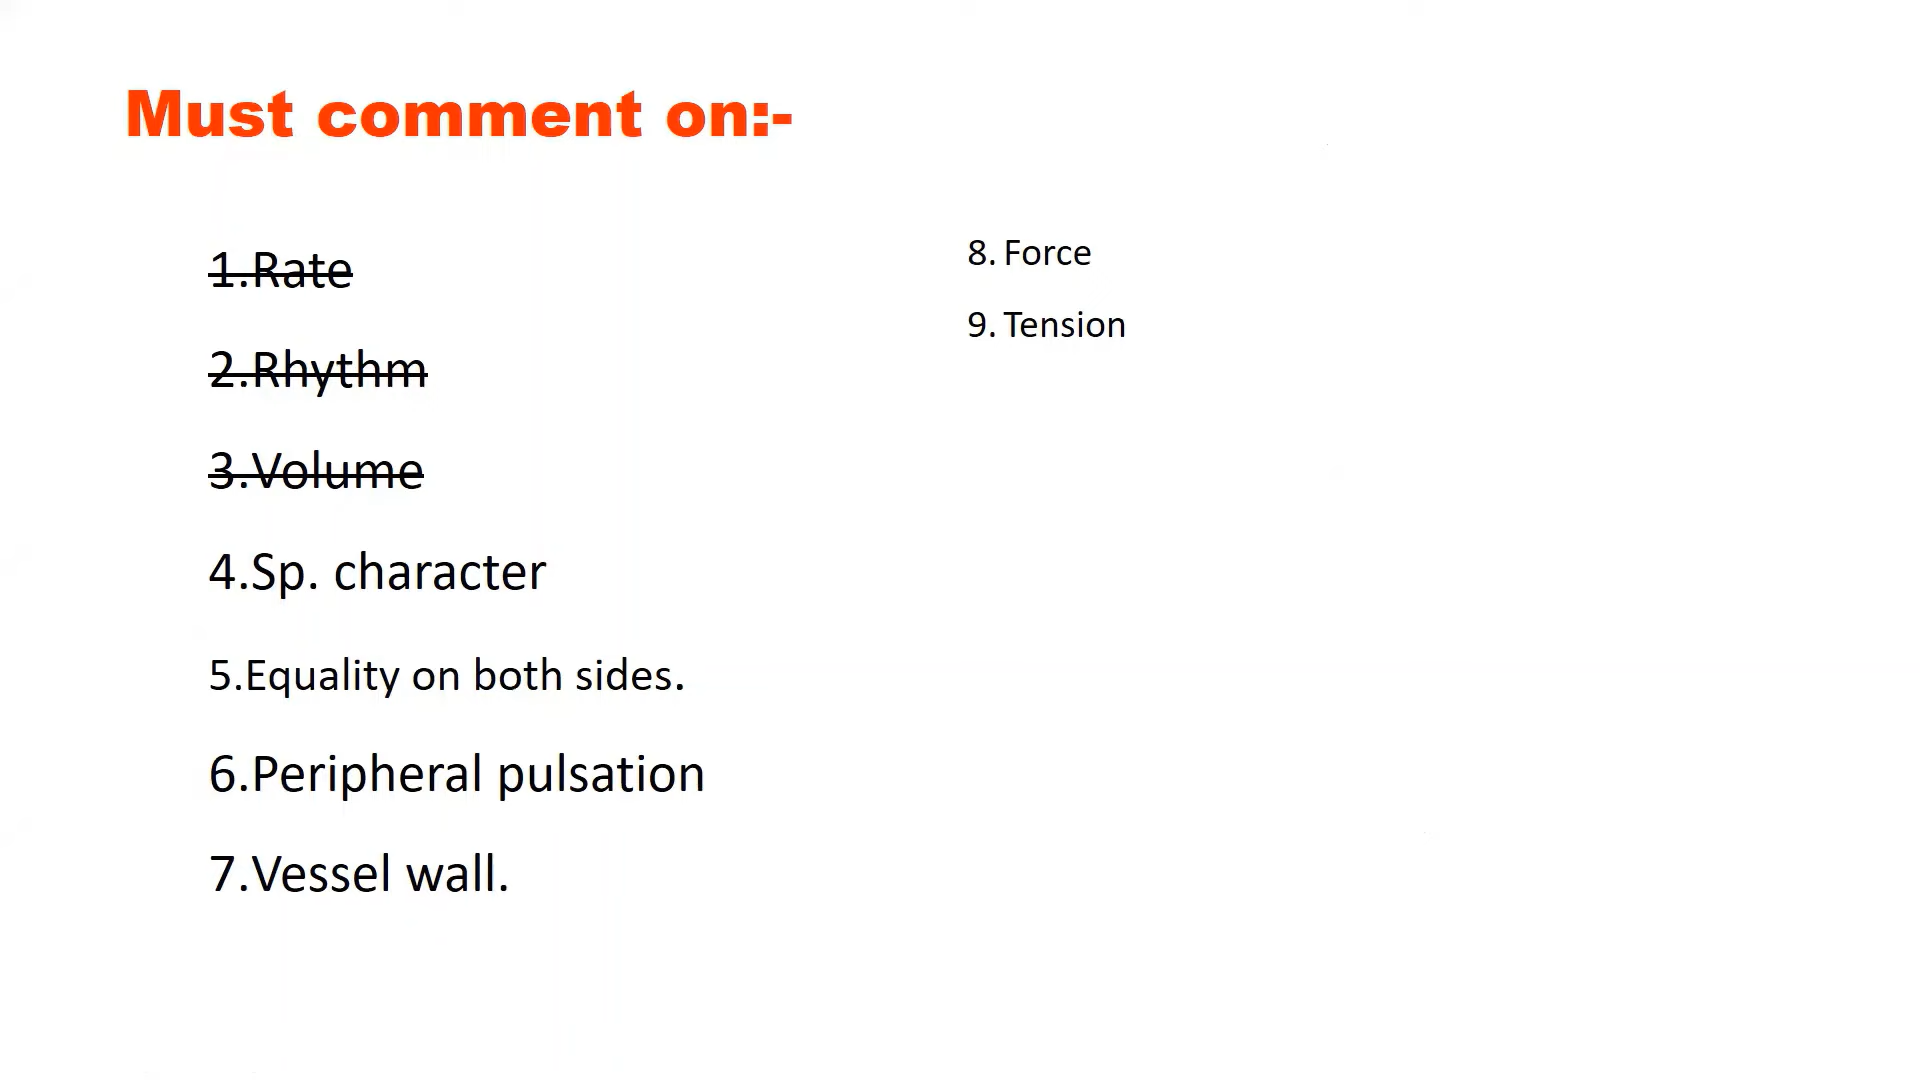 Must comment on:-
1.Rate
2.Rhythm
3.Volume
4.Sp. character
5.Equality on both sides.
6.Peripheral pulsation
7.Vessel wall.
8. Force
9. Tension